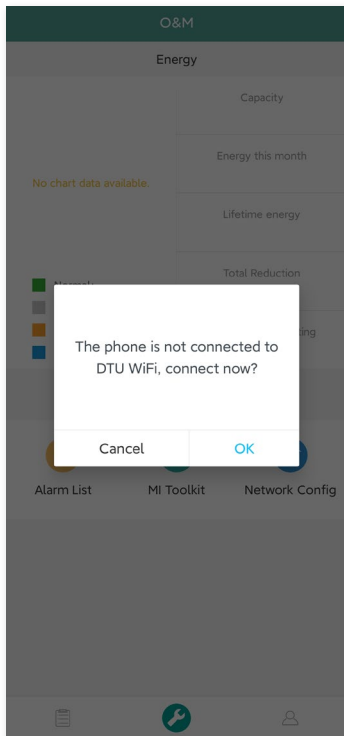 O&M
Energy
Capacity
Energy this month
No chart data available.
Lifetime energy
Total Reduction
The phone is not connected to
DTU WiFi, connect now?
Cancel
OK
Alarm List
MI Toolkit
Network Config